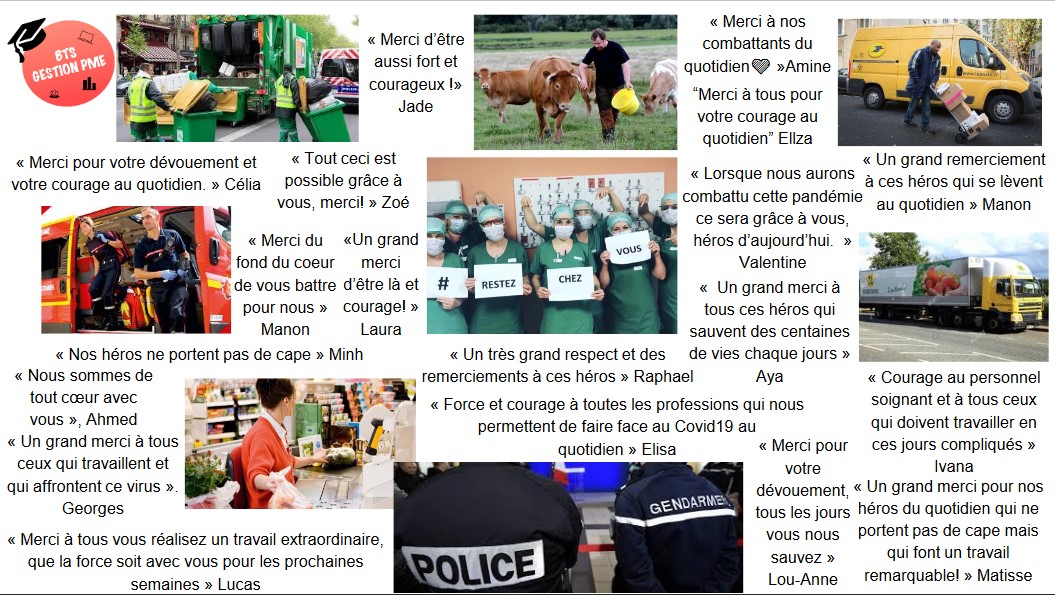 BTS
GESTION PME
« Merci d'être
aussi fort et
courageux !»
Jade
« Merci à nos
combattants du
quotidien🖤 »Amine
“Merci à tous pour
votre courage au
quotidien” Ellza
« Merci pour votre dévouement et
votre courage au quotidien. » Célia
« Tout ceci est
possible grâce à
vous, merci! » Zoé
« Un grand remerciement
à ces héros qui se lèvent
au quotidien » Manon
« Lorsque nous aurons
combattu cette pandémie
ce sera grâce à vous,
héros d'aujourd'hui. »
Valentine
« Merci du
fond du coeur
de vous battre
pour nous »
Manon
«Un grand
merci
d'être là et
courage! »
Laura
#
RESTEZ
CHEZ
VOUS
« Un grand merci à
tous ces héros qui
sauvent des centaines
de vies chaque jours »
Aya
« Nos héros ne portent pas de cape » Minh
« Un très grand respect et des
remerciements à ces héros » Raphael
« Nous sommes de
tout cœur avec
vous », Ahmed
« Un grand merci à tous
ceux qui travaillent et
qui affrontent ce virus ».
Georges
« Force et courage à toutes les professions qui nous
permettent de faire face au Covid19 au
quotidien » Elisa
« Courage au personnel
soignant et à tous ceux
qui doivent travailler en
ces jours compliqués »
Ivana
« Merci pour
votre
dévouement,
tous les jours
vous nous
sauvez »
Lou-Anne
« Un grand merci pour nos
héros du quotidien qui ne
portent pas de cape mais
qui font un travail
remarquable! » Matisse
« Merci à tous vous réalisez un travail extraordinaire,
que la force soit avec vous pour les prochaines
semaines » Lucas
POLICE
GENDARMERIE